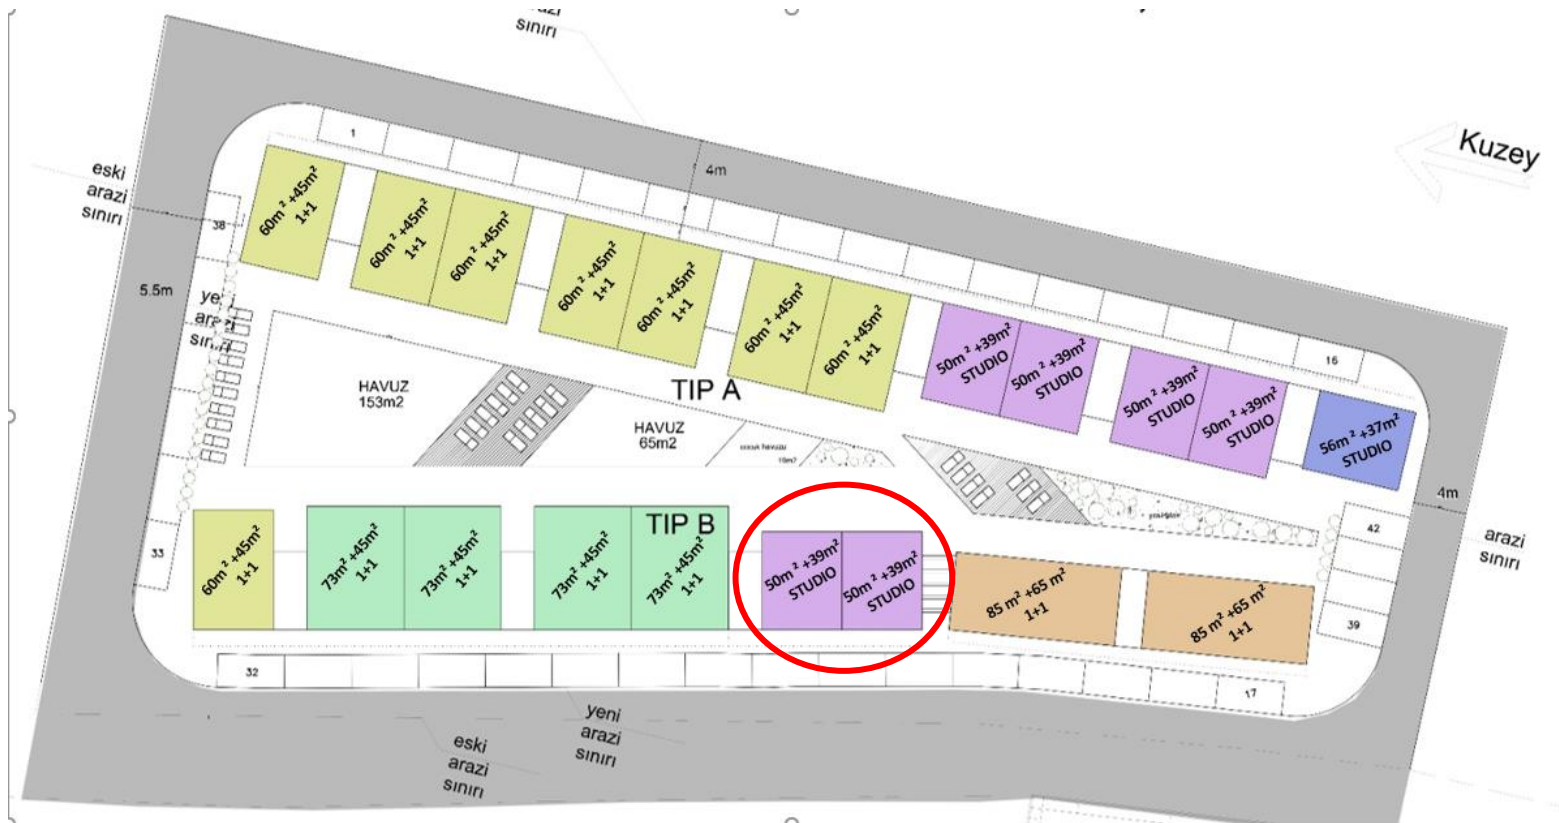 sınırı
Kuzey
eski
arazi
sınırı
1
4m
38
60m² +45m²
1+1
60m² +45m²
1+1
60m² +45m²
1+1
60m² +45m²
1+1
60m² +45m²
1+1
60m² +45m²
1+1
60m² +45m²
1+1
50m² +39m²
STUDIO
50m² +39m²
STUDIO
50m² +39m²
STUDIO
50m² +39m²
STUDIO
56m² +37m²
STUDIO
16
5.5m
yeni
arazi
sınırı
HAVUZ
153m2
TIP A
HAVUZ
65m2
çocuk havuzu
4m
42
arazi
sınırı
39
33
60m² +45m²
1+1
73m² +45m²
1+1
73m² +45m²
1+1
73m² +45m²
1+1
TIP B
73m² +45m²
1+1
50m² +39m²
STUDIO
50m² +39m²
STUDIO
85 m² +65 m²
1+1
85 m² +65 m²
1+1
32
17
yeni
arazi
sınırı
eski
arazi
sınırı